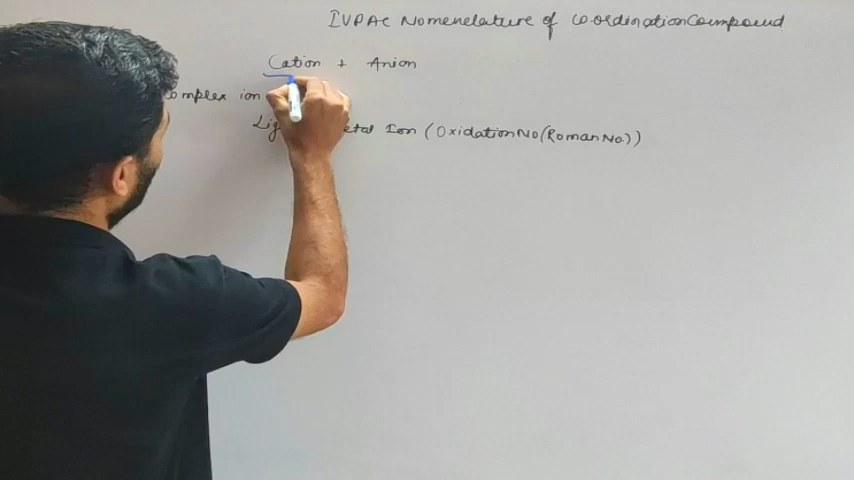 IUPAC Nomenclature of Co-ordination Compound
Cation + Anion
omplex ion
Lig etal Ion (Oxidation No (Roman No.))